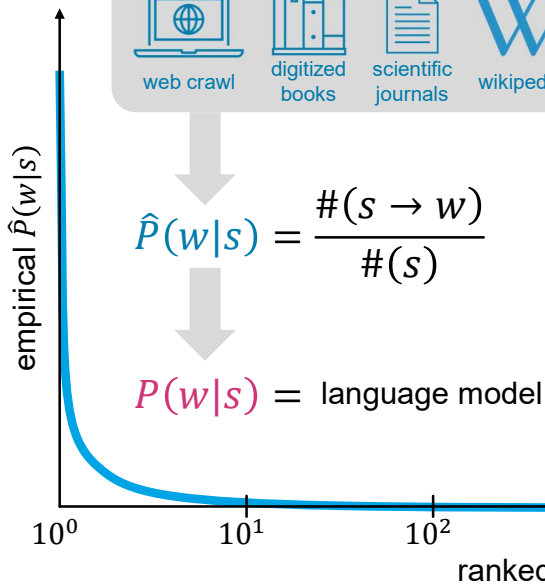 web crawl
digitized
books
scientific
journals
wikiped
empirical P̂(w|s)
P̂(w|s) = #(s → w) / #(s)
P(w|s) = language model
10⁰
10¹
10²
ranked